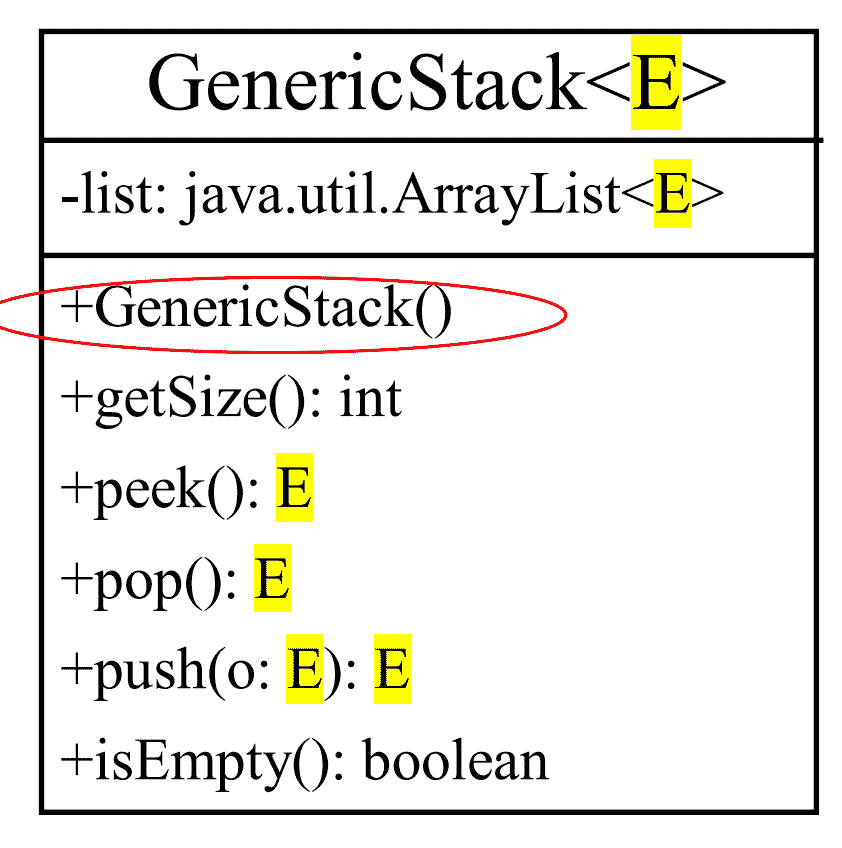 GenericStack<E>
-list: java.util.ArrayList<E>
+GenericStack()
+getSize(): int
+peek(): E
+pop(): E
+push(o: E): E
+isEmpty(): boolean